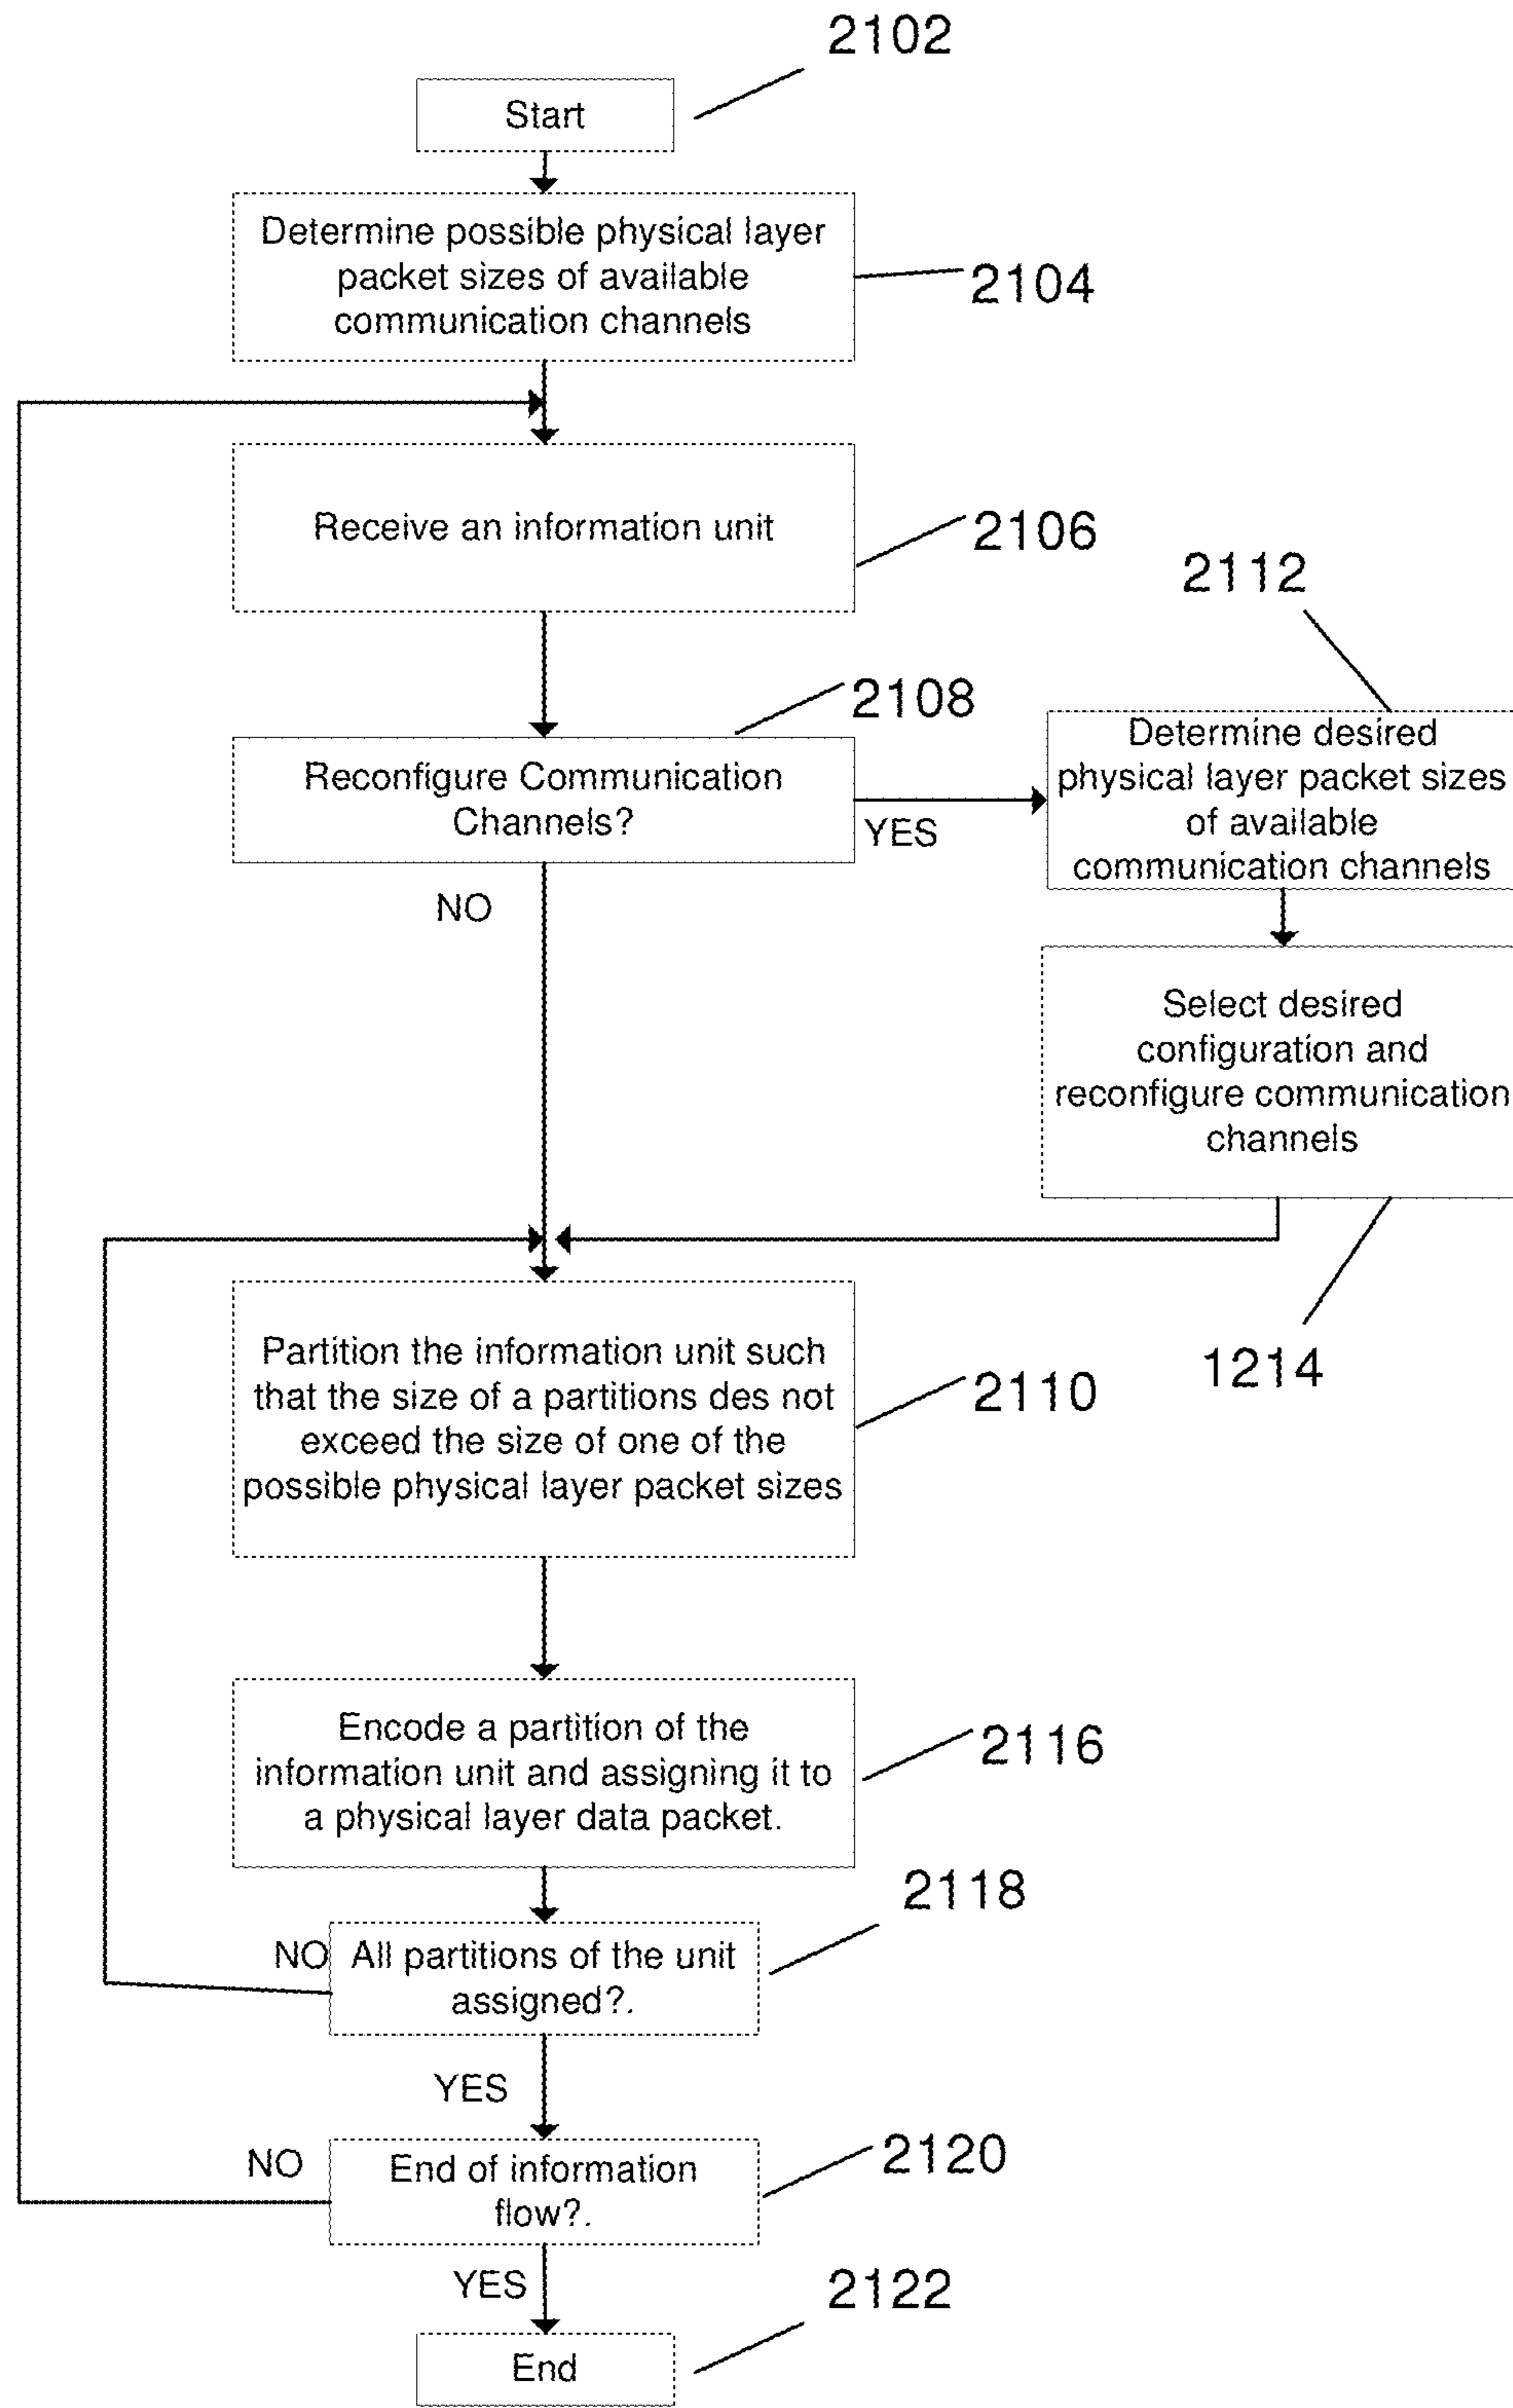 2102
Start
Determine possible physical layer
packet sizes of available
communication channels
2104
Receive an information unit
2106
2112
2108
Reconfigure Communication
Channels?
YES
NO
Determine desired
physical layer packet sizes
of available
communication channels
Select desired
configuration and
reconfigure communication
channels
1214
Partition the information unit such
that the size of a partitions des not
exceed the size of one of the
possible physical layer packet sizes
2110
Encode a partition of the
information unit and assigning it to
a physical layer data packet.
2116
2118
NO
All partitions of the unit
assigned?.
YES
NO
End of information
flow?.
2120
YES
2122
End